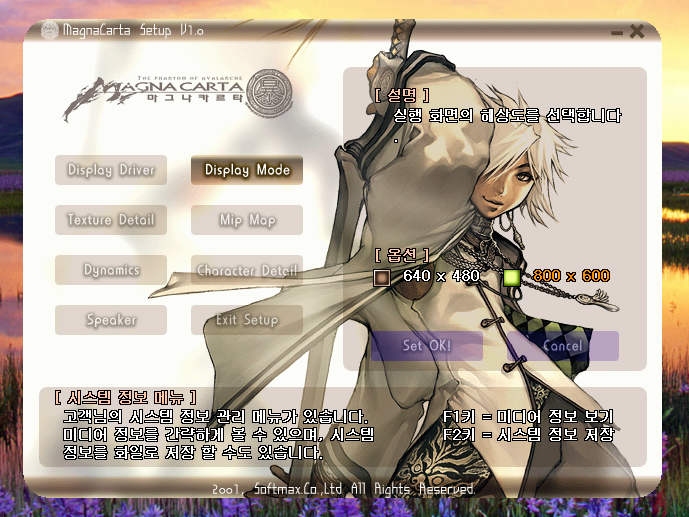 MagnaCarta Setup V1.0
THE PHANTOM OF AVALANCHE
MAGNA CARTA
마그나카르타
[ 설명 ]
실행 화면의 해상도를 선택합니다
.
Display Driver
Display Mode
Texture Detail
Mip Map
Dynamics
Character Detail
Speaker
Exit Setup
[ 옵션 ]
640 x 480
800 x 600
Set OK!
Cancel
[ 시스템 정보 메뉴 ]
고객님의 시스템 정보 관리 메뉴가 있습니다.
미디어 정보를 간략하게 볼 수 있으며, 시스템
정보를 화일로 저장 할 수도 있습니다.
F1키 = 미디어 정보 보기
F2키 = 시스템 정보 저장
2001, Softmax.Co.,Ltd All Rights Reserved.